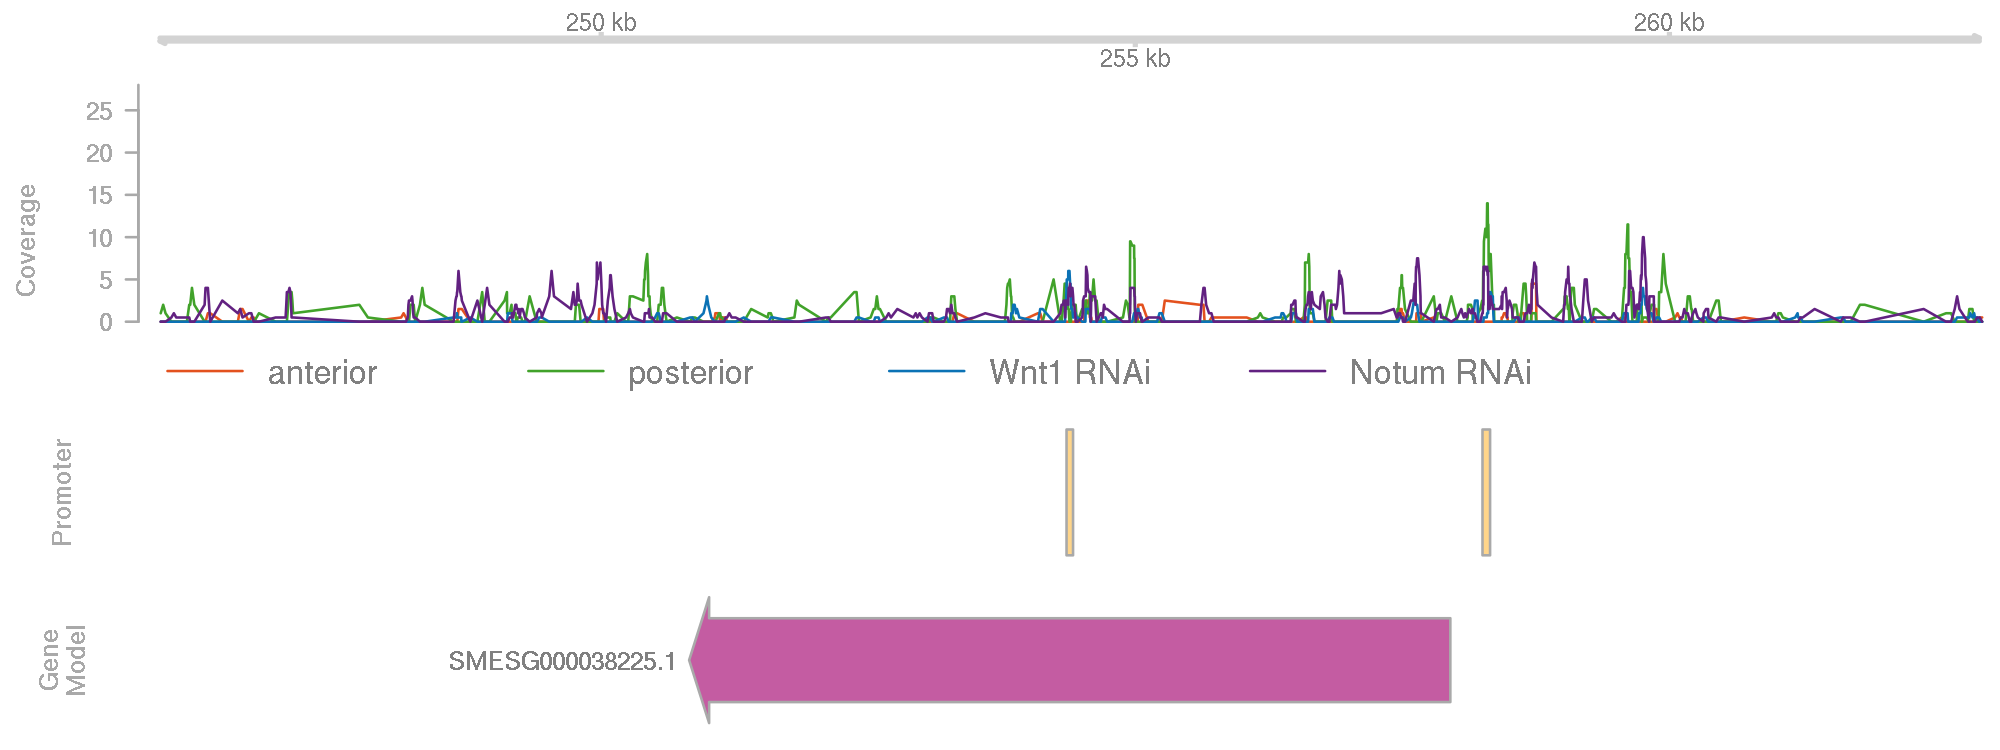 250 kb
260 kb
255 kb
Coverage
25
20
15
10
5
0
anterior posterior Wnt1 RNAi Notum RNAi
Promoter
Gene
Model
SMESG000038225.1